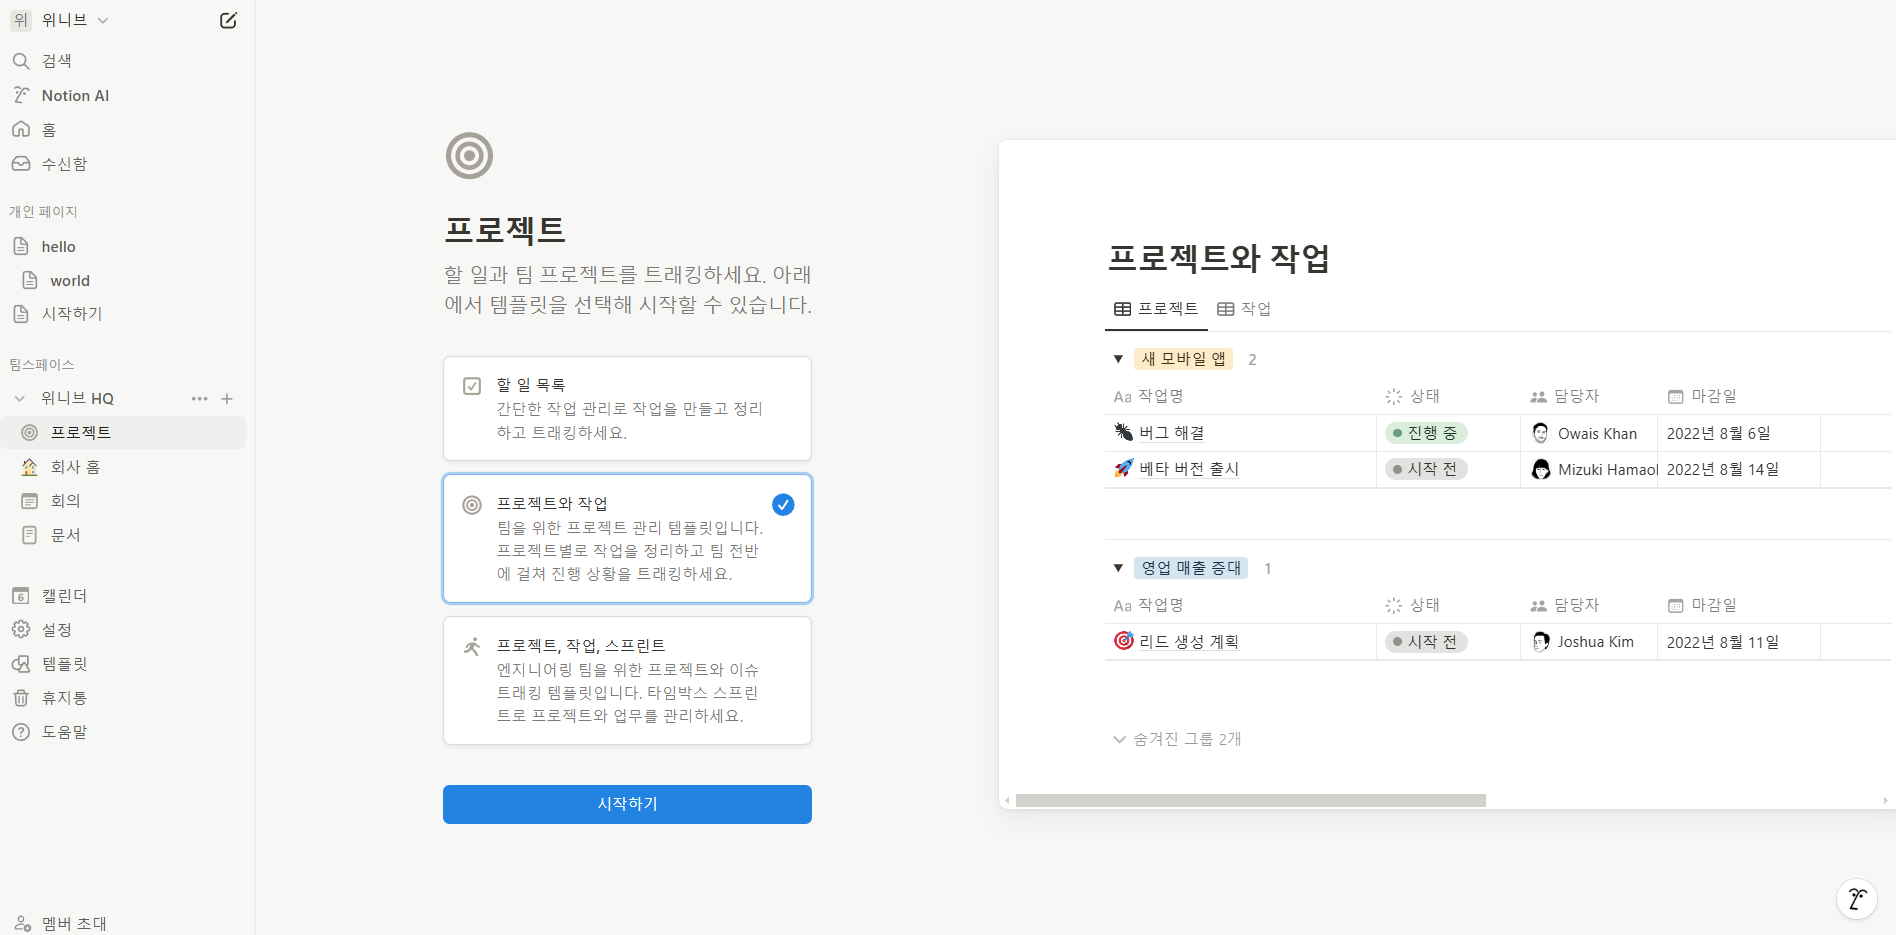 위 위니브
검색
Notion AI
홈
수신함
개인 페이지
hello
world
시작하기
팀스페이스
위니브 HQ
프로젝트
회사 홈
회의
문서
6 캘린더
설정
템플릿
휴지통
도움말
멤버 초대
프로젝트
할 일과 팀 프로젝트를 트래킹하세요. 아래
에서 템플릿을 선택해 시작할 수 있습니다.
할 일 목록
간단한 작업 관리로 작업을 만들고 정리
하고 트래킹하세요.
프로젝트와 작업
팀을 위한 프로젝트 관리 템플릿입니다.
프로젝트별로 작업을 정리하고 팀 전반
에 걸쳐 진행 상황을 트래킹하세요.
프로젝트, 작업, 스프린트
엔지니어링 팀을 위한 프로젝트와 이슈
트래킹 템플릿입니다. 타임박스 스프린
트로 프로젝트와 업무를 관리하세요.
시작하기
프로젝트와 작업
프로젝트 작업
새 모바일 앱 2
Aa 작업명 상태 담당자 마감일
버그 해결 진행 중 Owais Khan 2022년 8월 6일
베타 버전 출시 시작 전 Mizuki Hamaol 2022년 8월 14일
영업 매출 증대 1
Aa 작업명 상태 담당자 마감일
리드 생성 계획 시작 전 Joshua Kim 2022년 8월 11일
숨겨진 그룹 2개